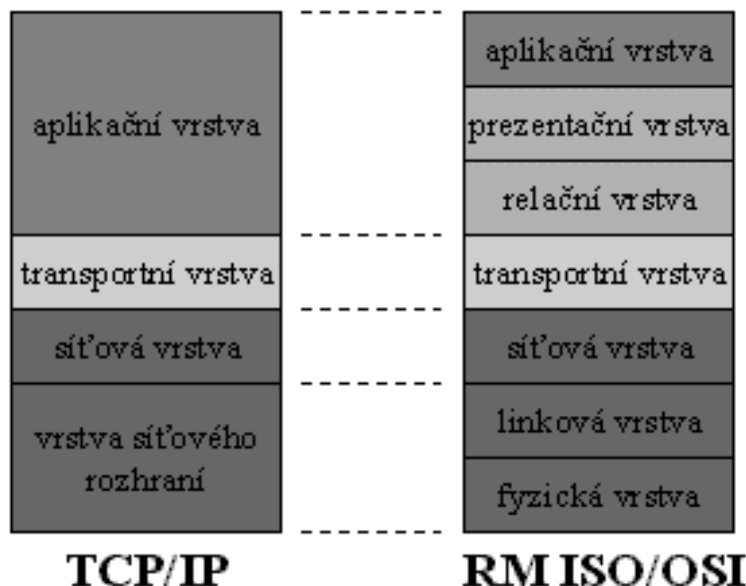 aplikační vrstva
transportní vrstva
síťová vrstva
vrstva síťového
rozhraní
TCP/IP
aplikační vrstva
prezentační vrstva
relační vrstva
transportní vrstva
síťová vrstva
linková vrstva
fyzická vrstva
RM ISO/OSI